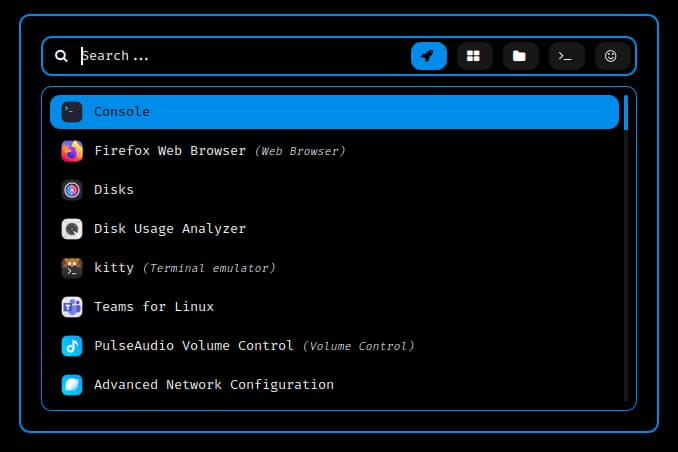 Search...
Console
Firefox Web Browser (Web Browser)
Disks
Disk Usage Analyzer
kitty (Terminal emulator)
Teams for Linux
PulseAudio Volume Control (Volume Control)
Advanced Network Configuration